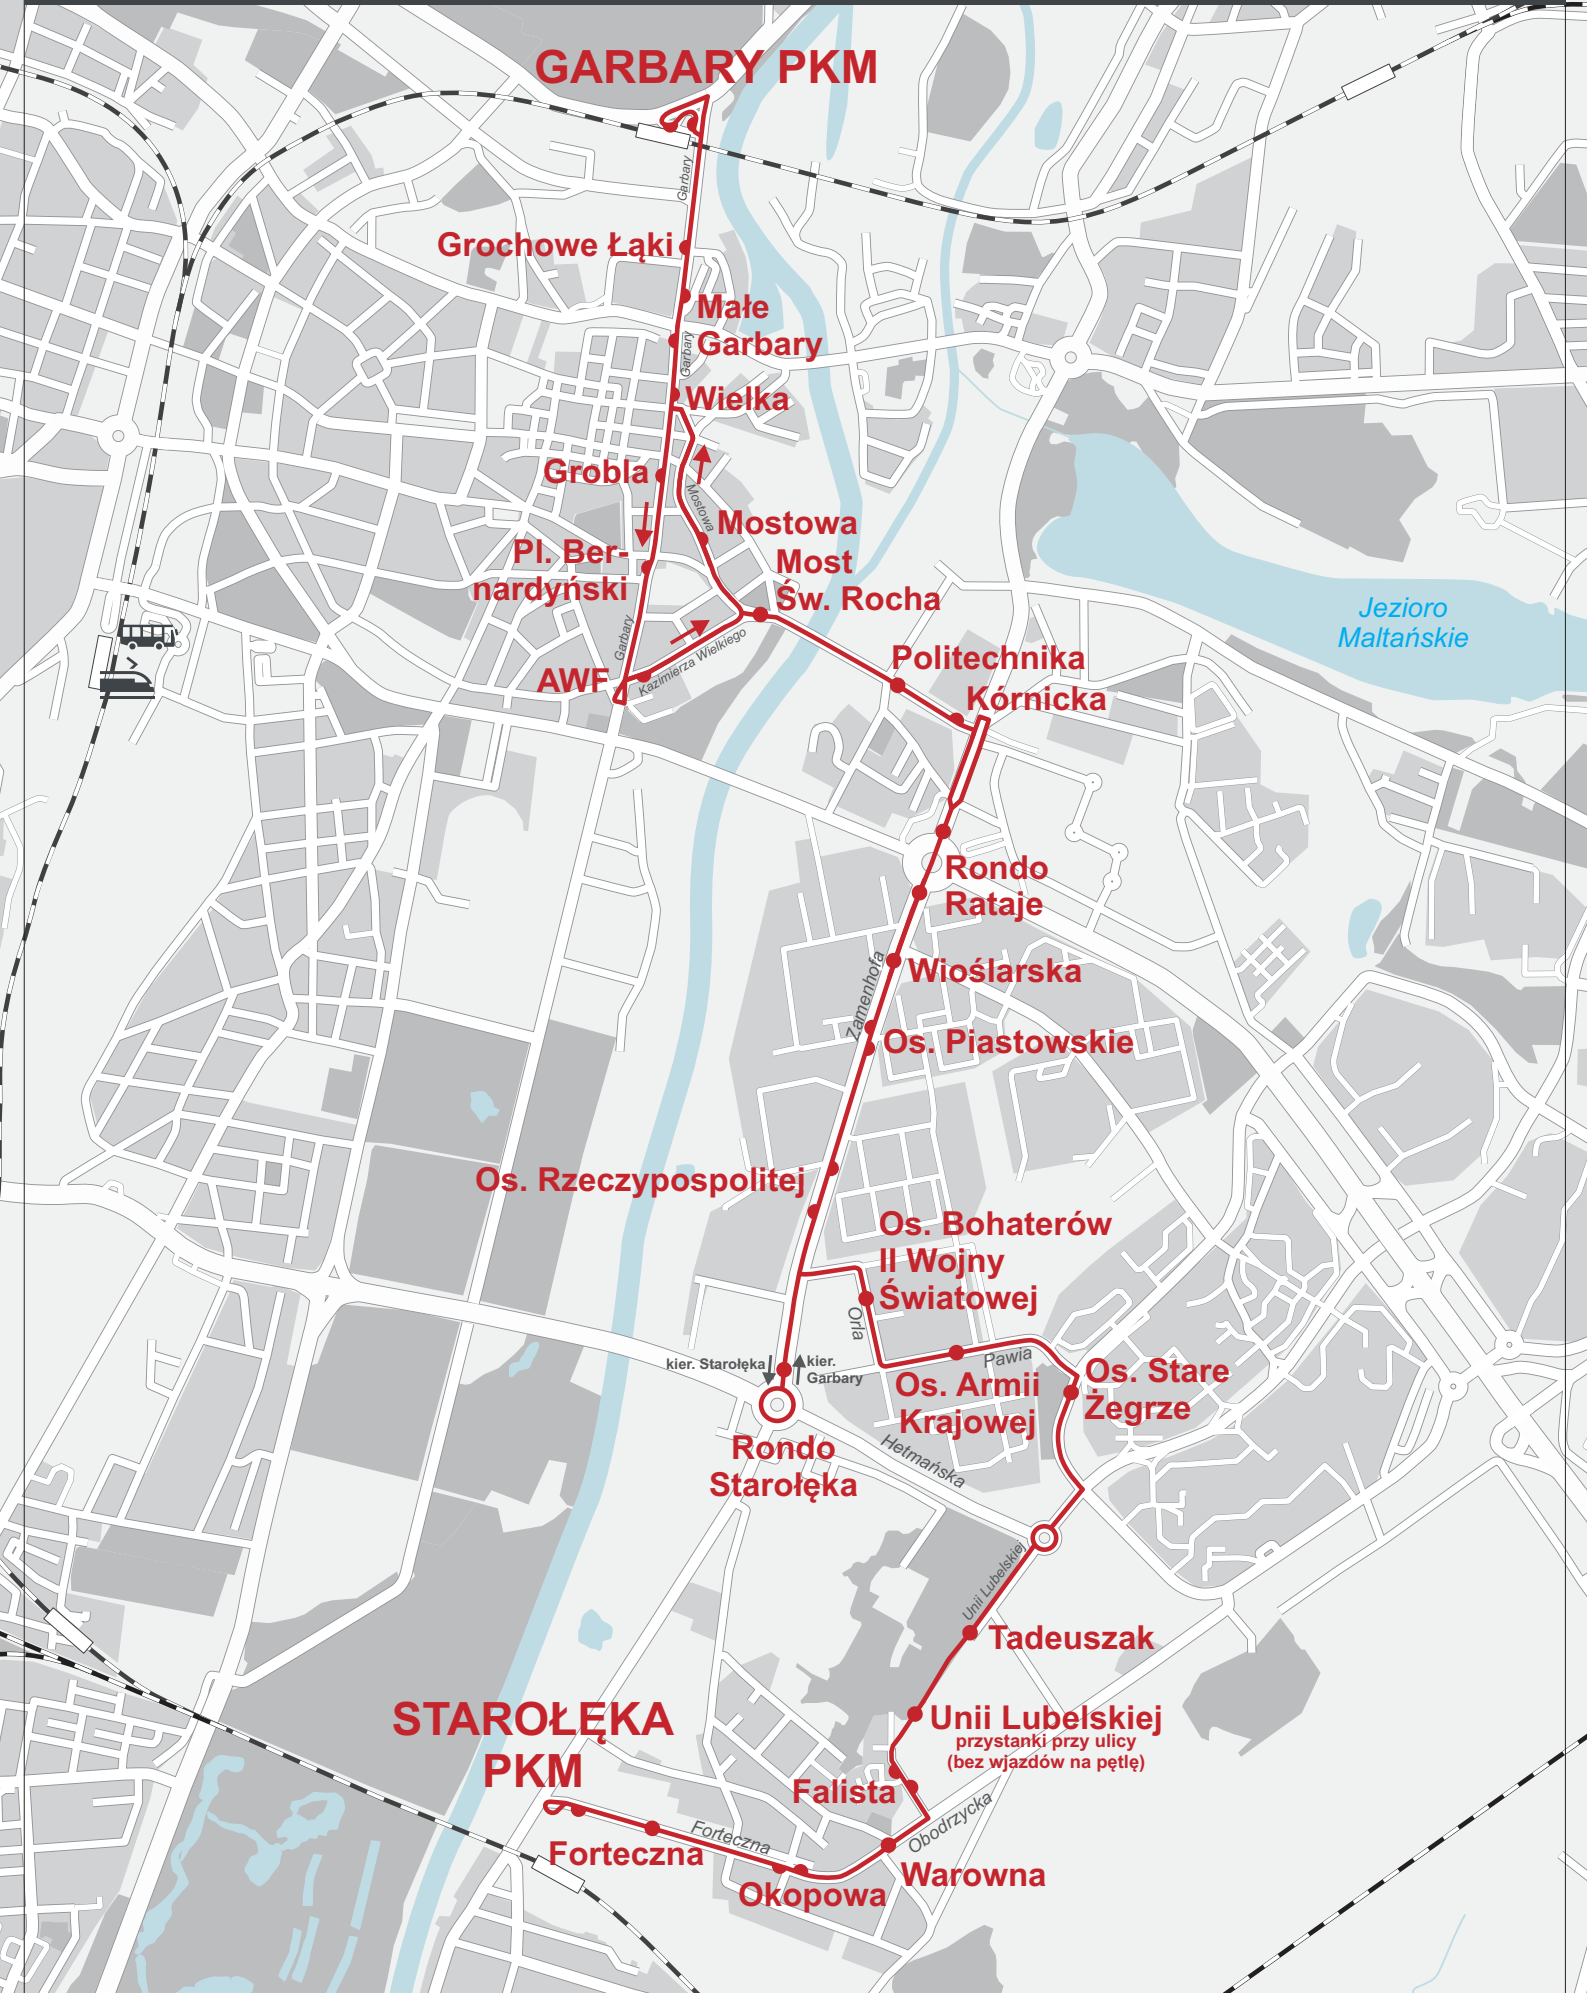 GARBARY PKM
Garbary
Grochowe Łąki
Małe
Garbary
Garbary
Wielka
Grobla
Mostowa
Mostowa
Pl. Ber-
nardyński
Most
Św. Rocha
Jezioro
Maltańskie
Garbary
Kazimierza Wielkiego
AWF
Politechnika
Kórnicka
Rondo
Rataje
Zamenhofa
Wioślarska
Os. Piastowskie
Os. Rzeczypospolitej
Os. Bohaterów
II Wojny
Światowej
Orla
kier. Starołęka
kier.
Garbary
Pawia
Os. Armii
Krajowej
Os. Stare
Żegrze
Rondo
Starołęka
Hetmańska
Unii Lubelskiej
Tadeuszak
STAROŁĘKA
PKM
Unii Lubelskiej
przystanki przy ulicy
(bez wjazdów na pętlę)
Falista
Obodrzycka
Forteczna
Forteczna
Okopowa
Warowna